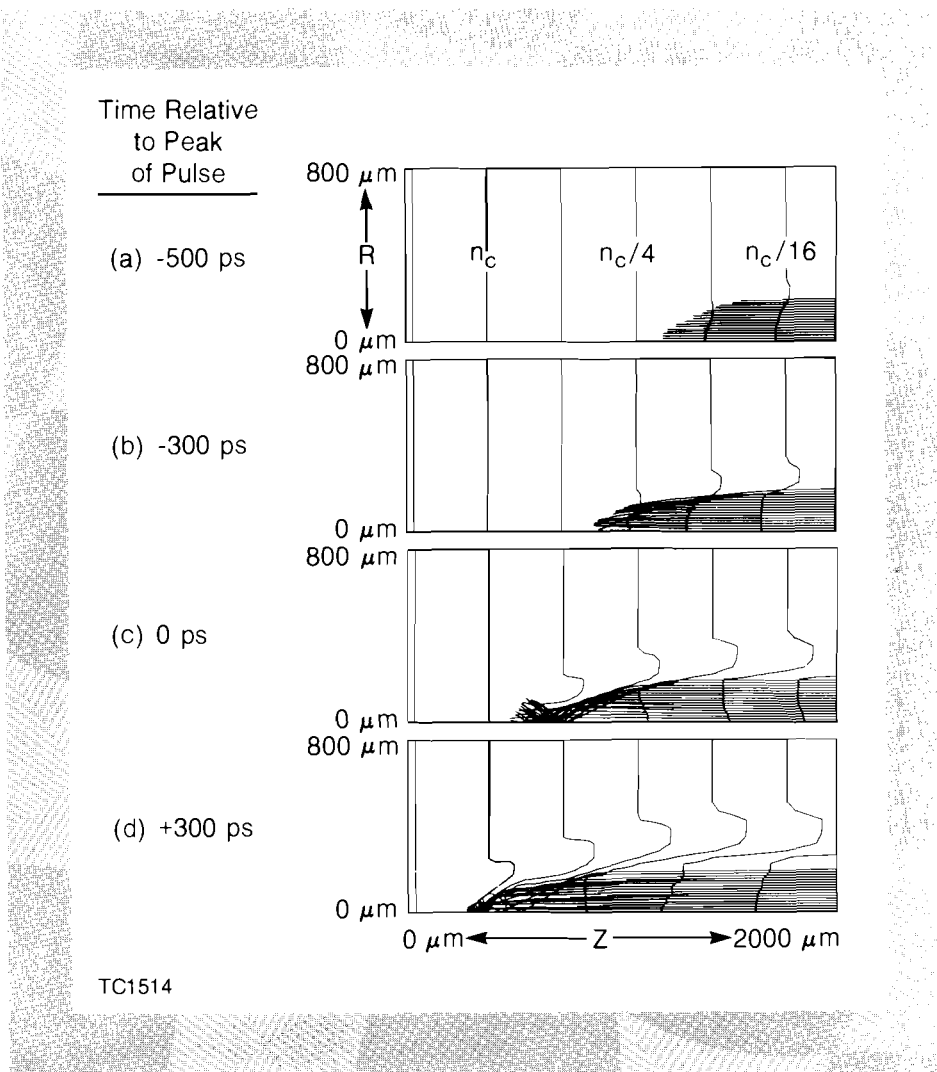 Time Relative
to Peak
of Pulse
800 μm
R
n_c
n_c/4
n_c/16
(a) -500 ps
0 μm
800 μm
(b) -300 ps
0 μm
800 μm
(c) 0 ps
0 μm
800 μm
(d) +300 ps
0 μm
0 μm Z 2000 μm
TC1514